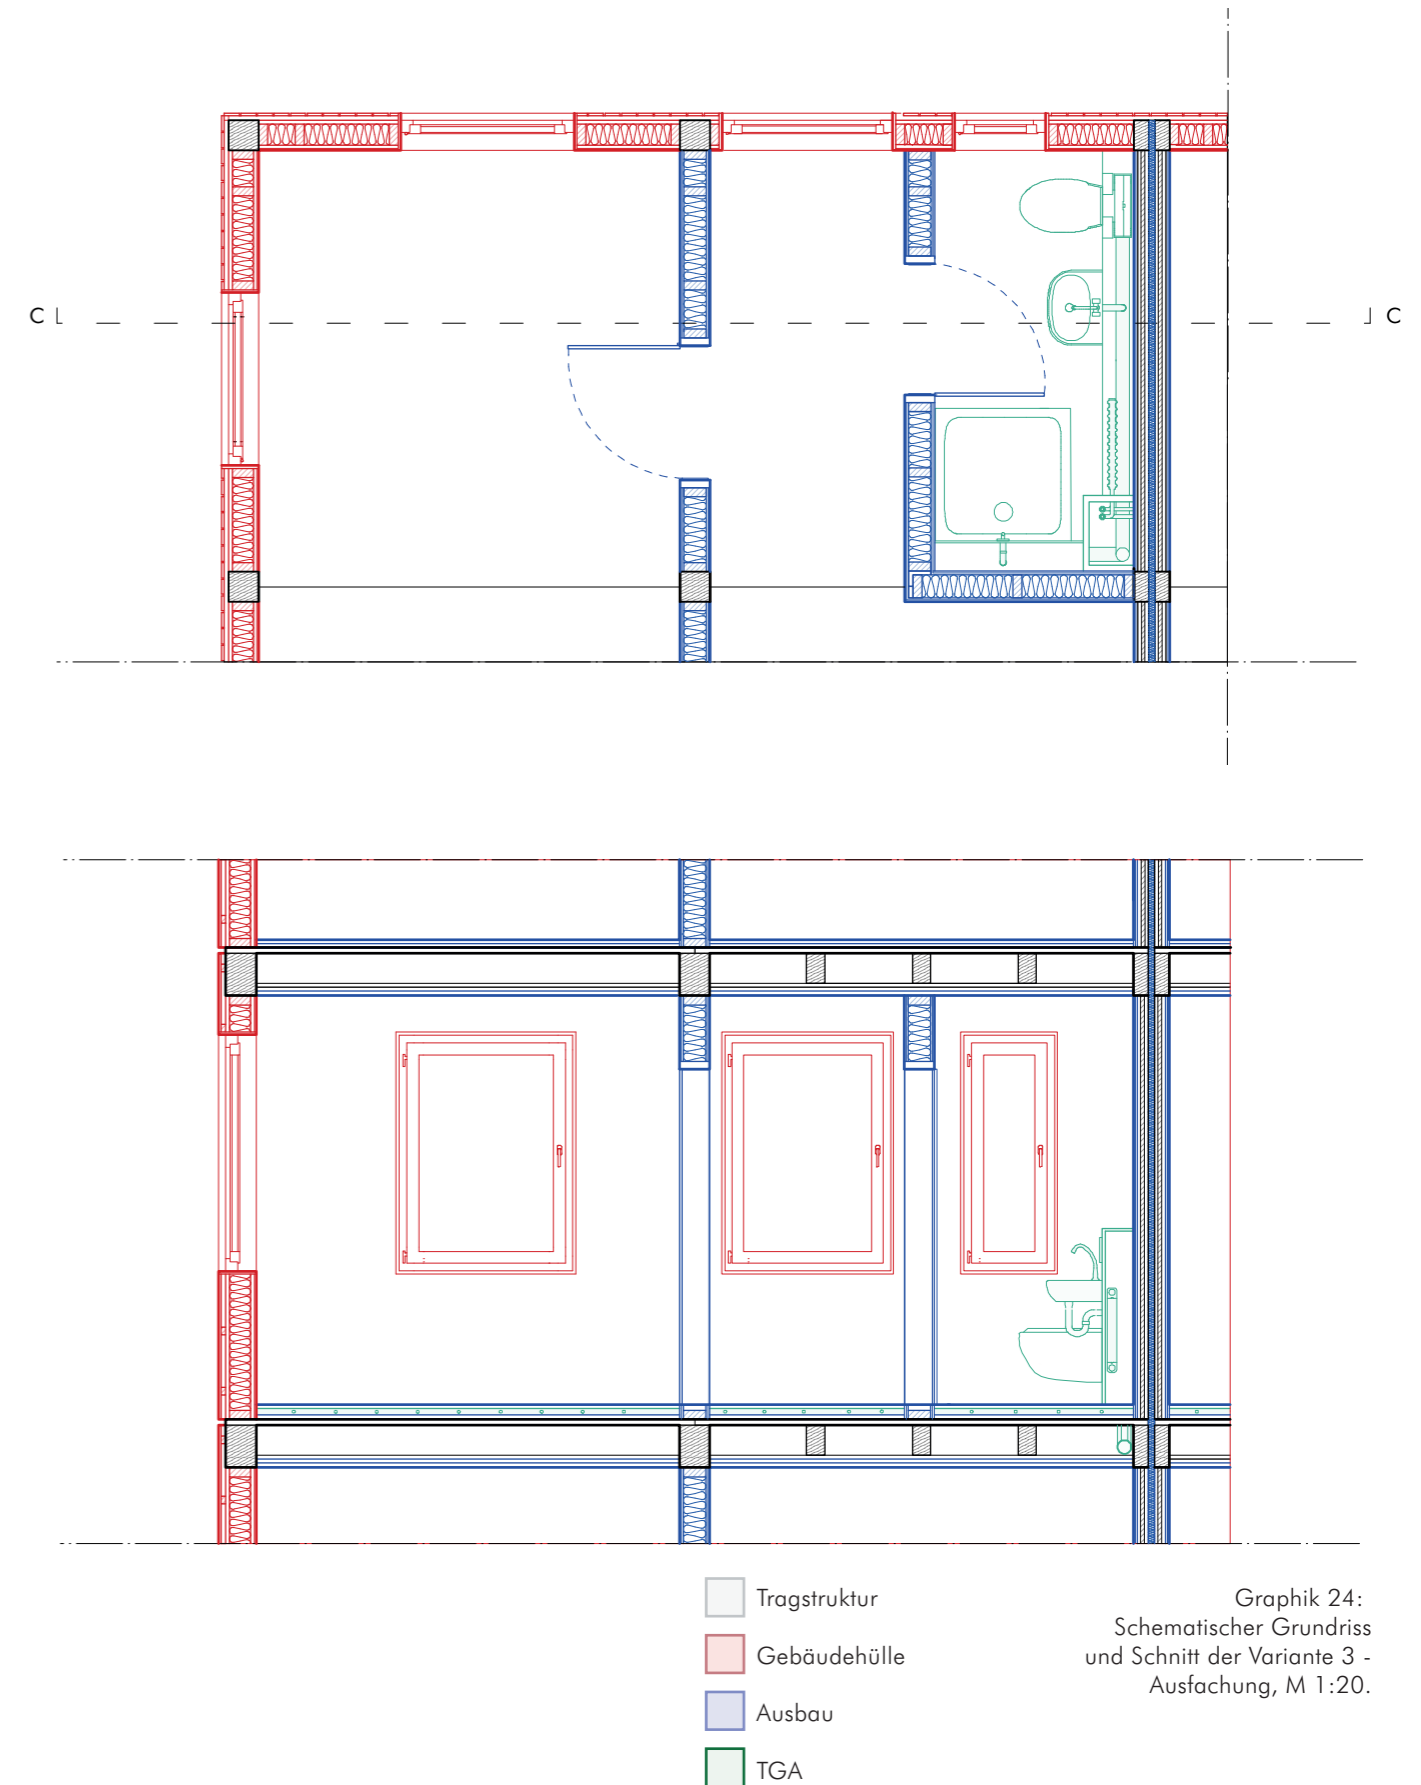 C
C
Tragstruktur
Gebäudehülle
Ausbau
TGA
Graphik 24:
Schematischer Grundriss
und Schnitt der Variante 3 -
Ausfachung, M 1:20.